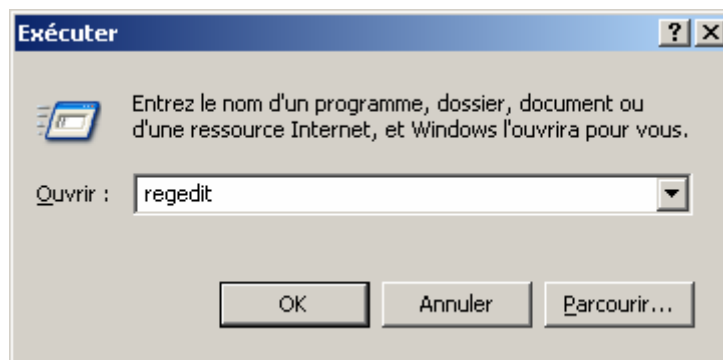 Exécuter
Entrez le nom d'un programme, dossier, document ou
d'une ressource Internet, et Windows l'ouvrira pour vous.
Ouvrir : regedit
OK Annuler Parcourir...